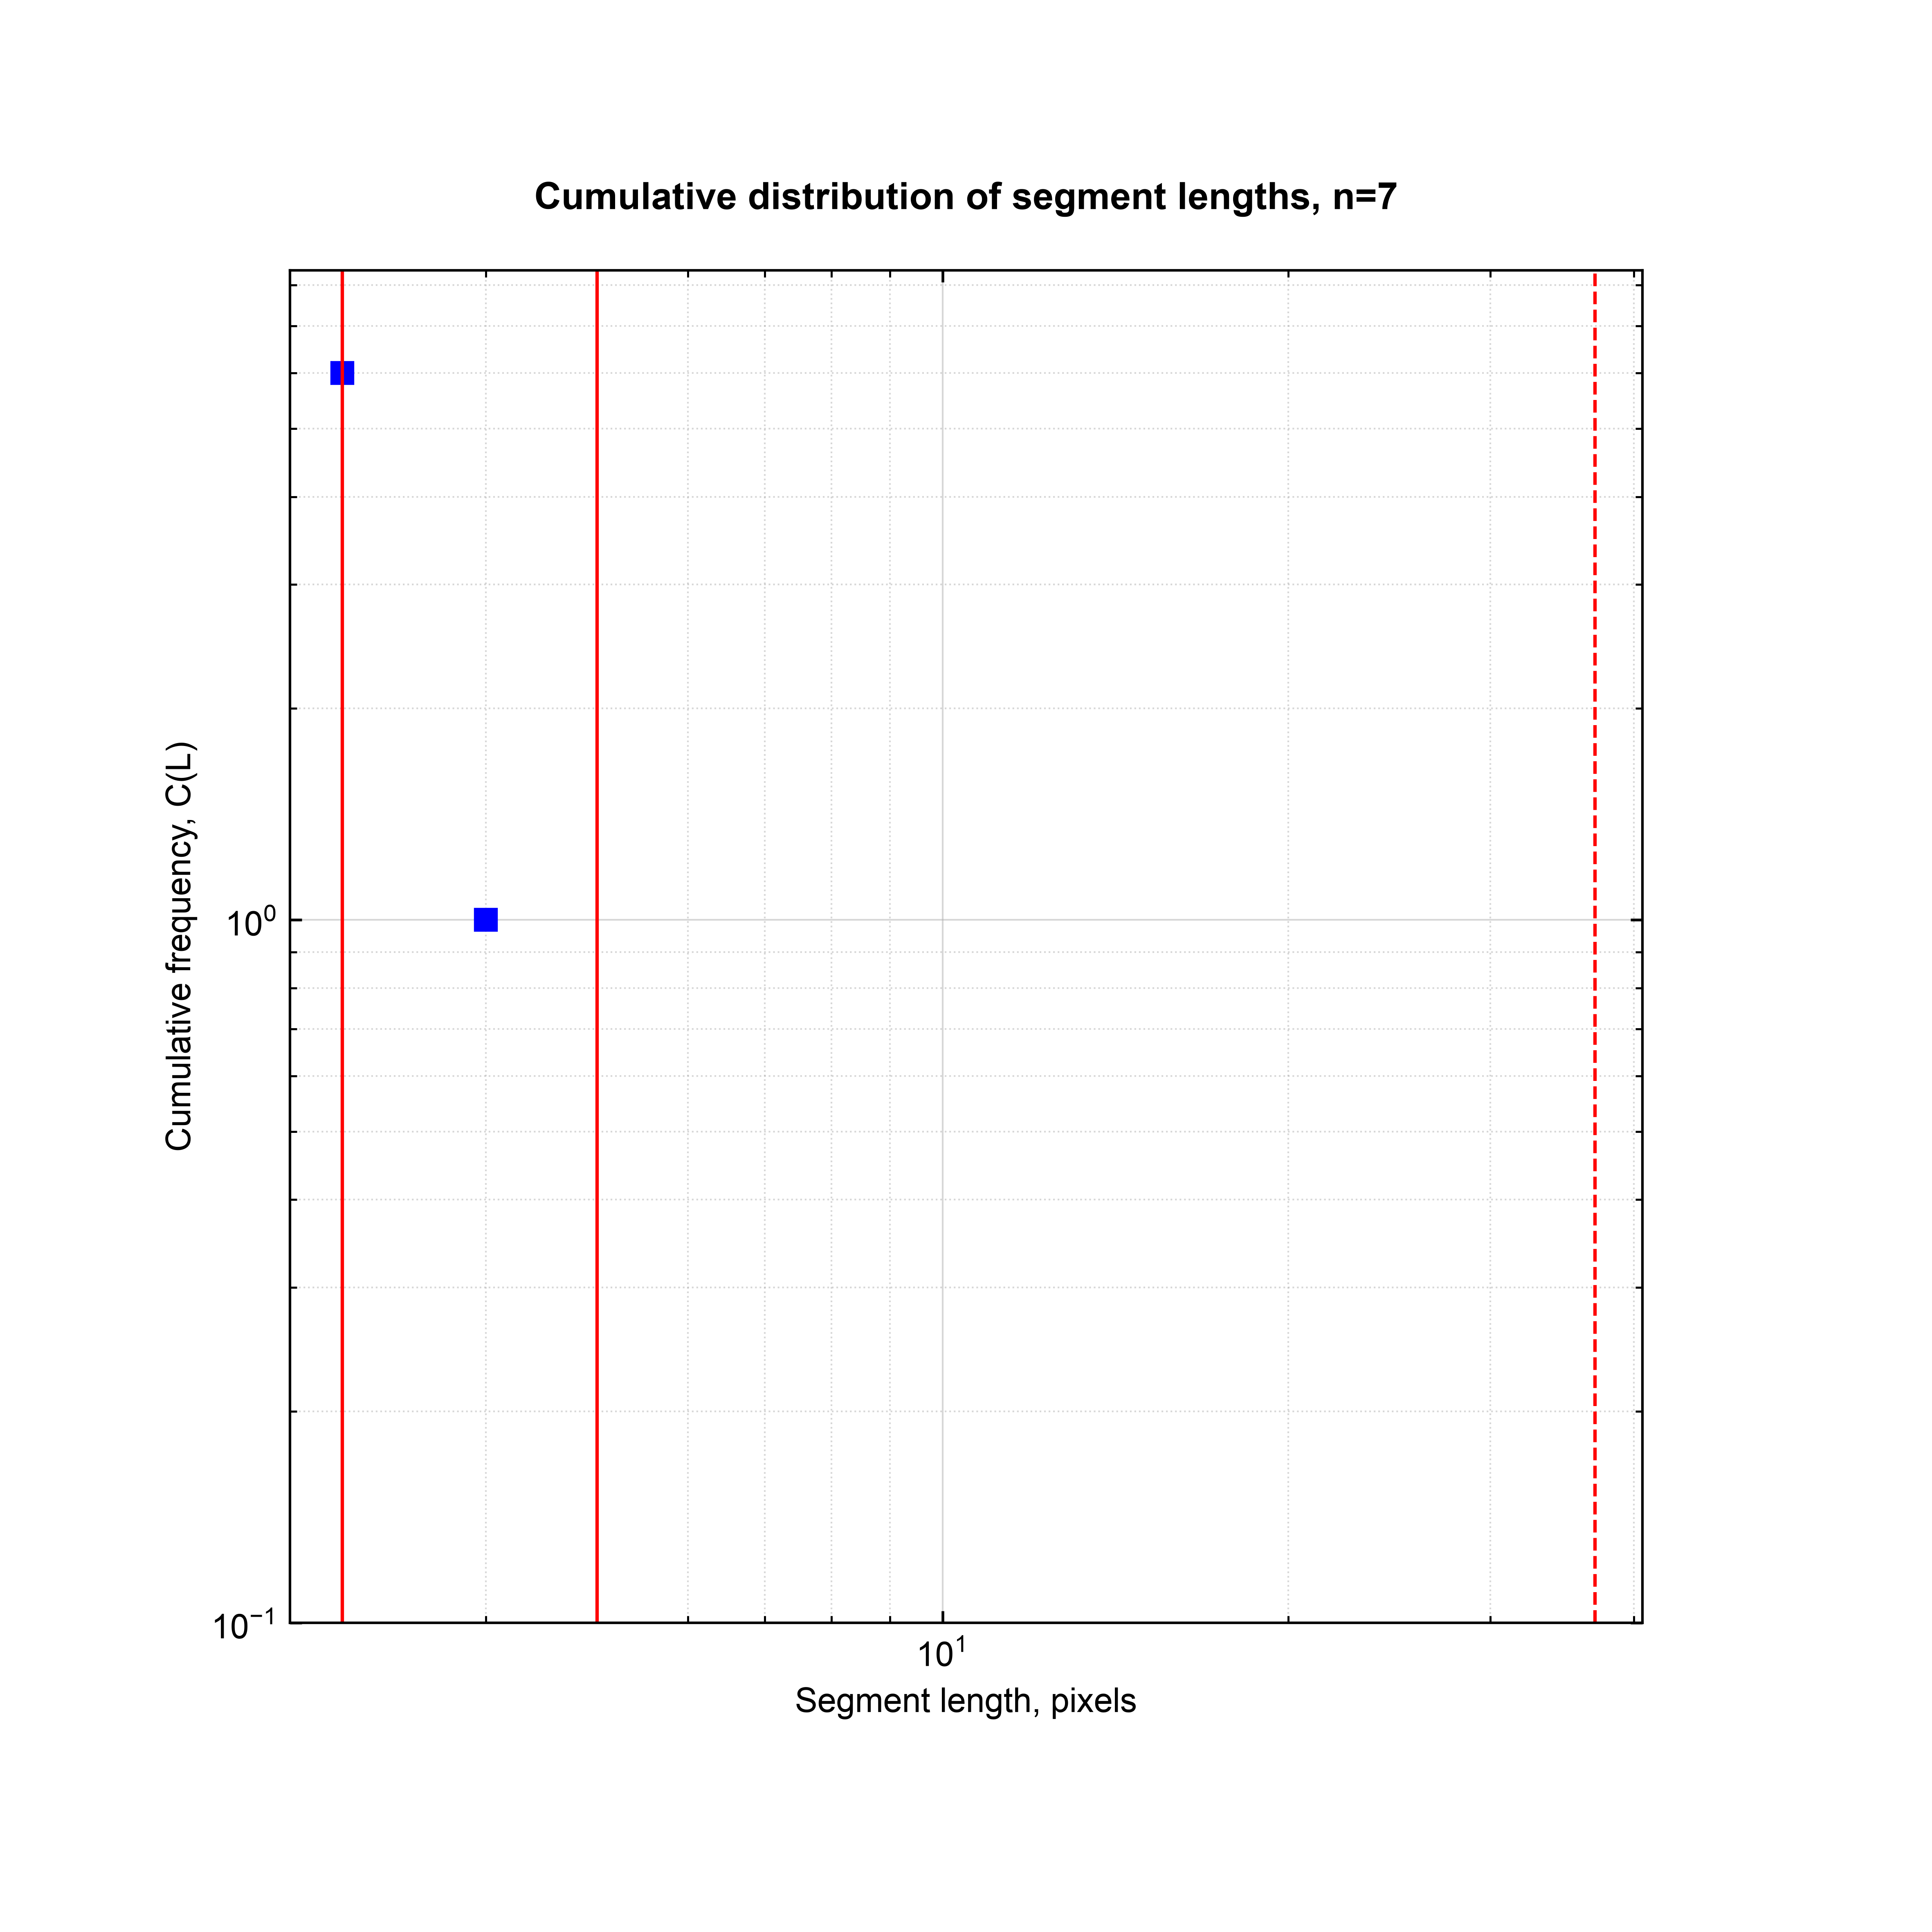 Cumulative distribution of segment lengths, n=7
Cumulative frequency, C(L)
10⁰
10⁻¹
10¹
Segment length, pixels